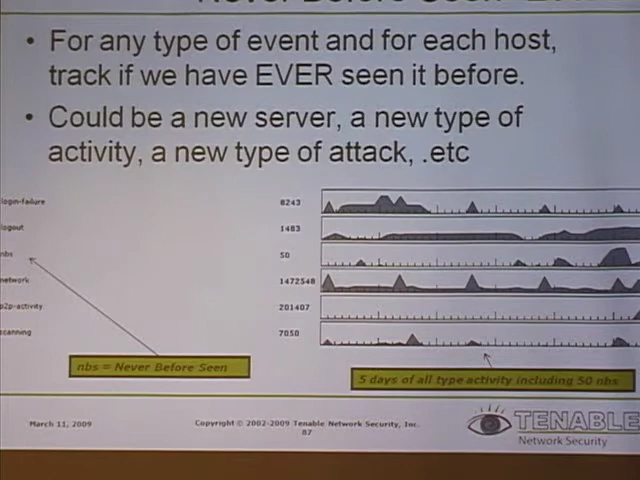 Never Before Seen
• For any type of event and for each host,
track if we have EVER seen it before.
• Could be a new server, a new type of
activity, a new type of attack, .etc
login-failure 8243
logout 1483
nbs 50
network 1472548
p2p-activity 201407
scanning 7050
nbs = Never Before Seen
5 days of all type activity including 50 nbs
March 11, 2009
Copyright © 2002-2009 Tenable Network Security, Inc.
87
TENABLE
Network Security